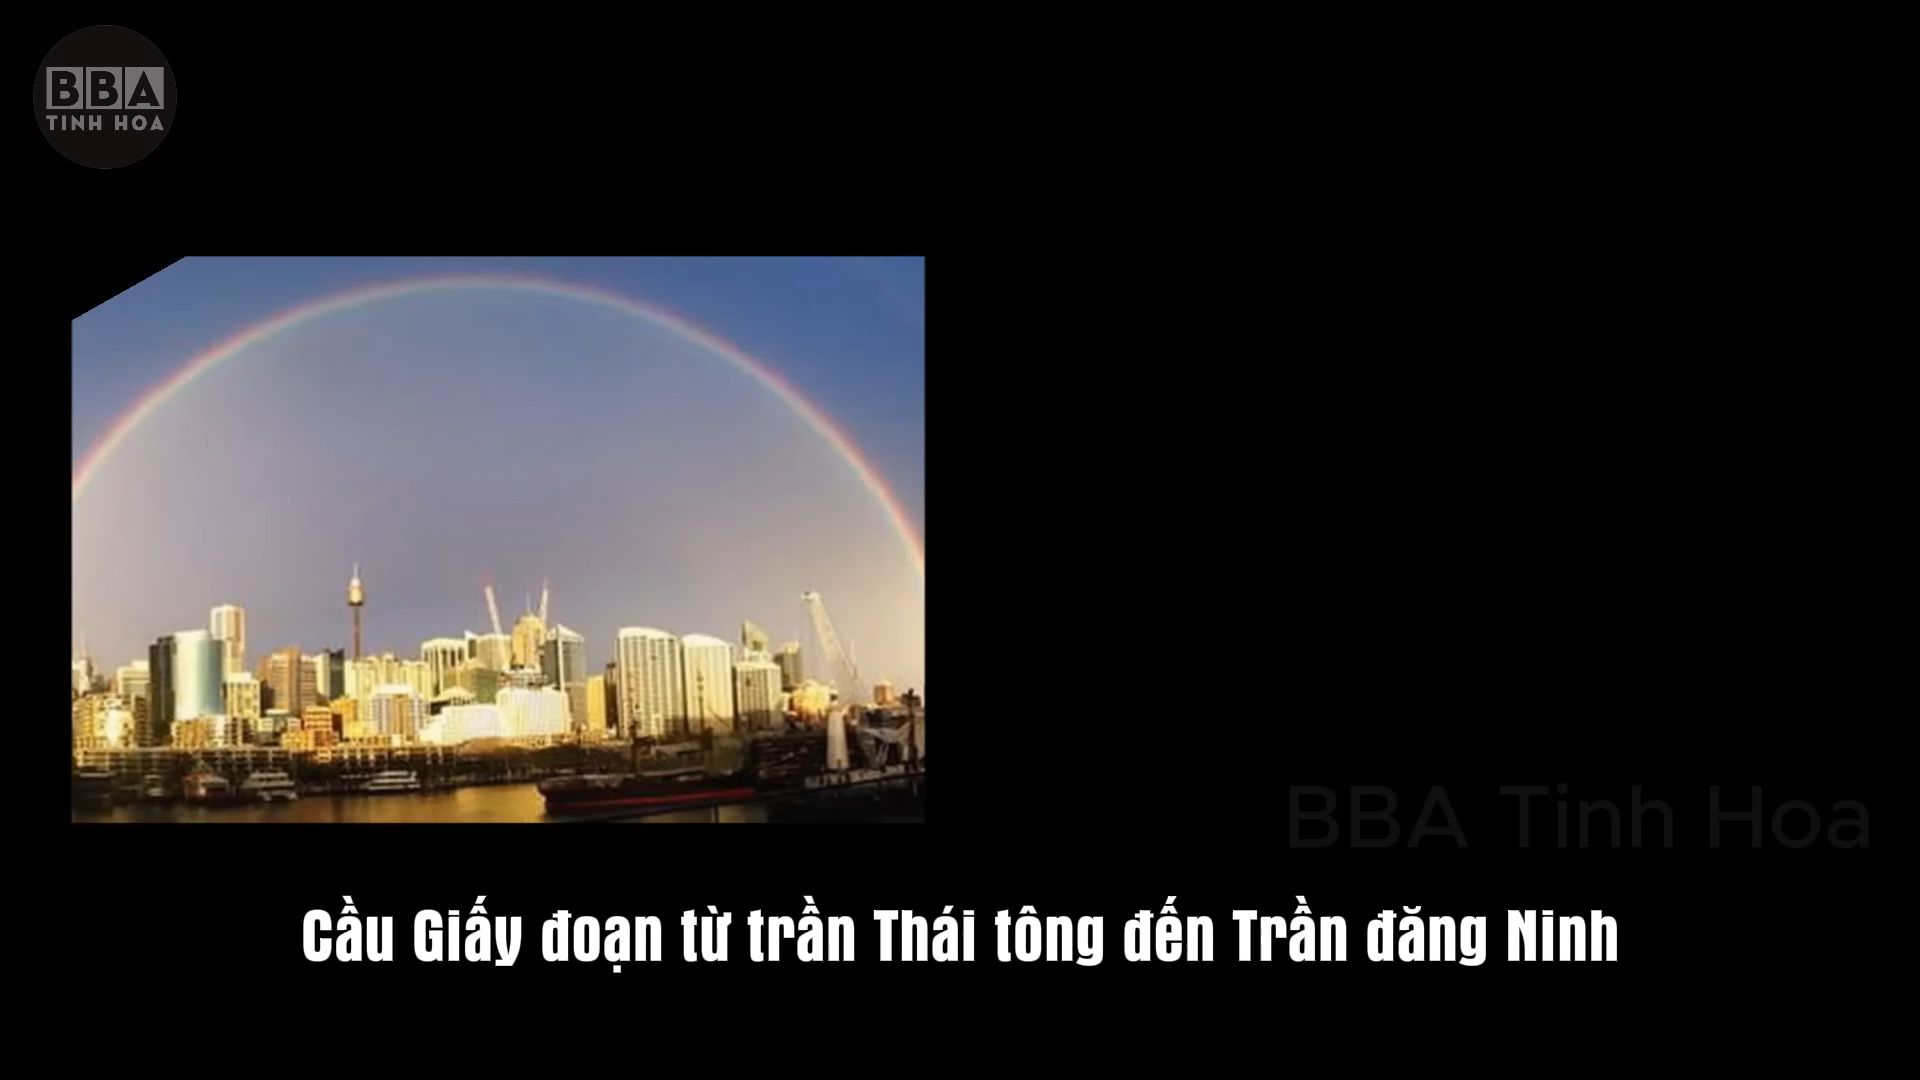 BBA
TINH HOA
BBA Tinh Hoa
Cầu Giấy đoạn từ trần Thái tông đến Trần đăng Ninh